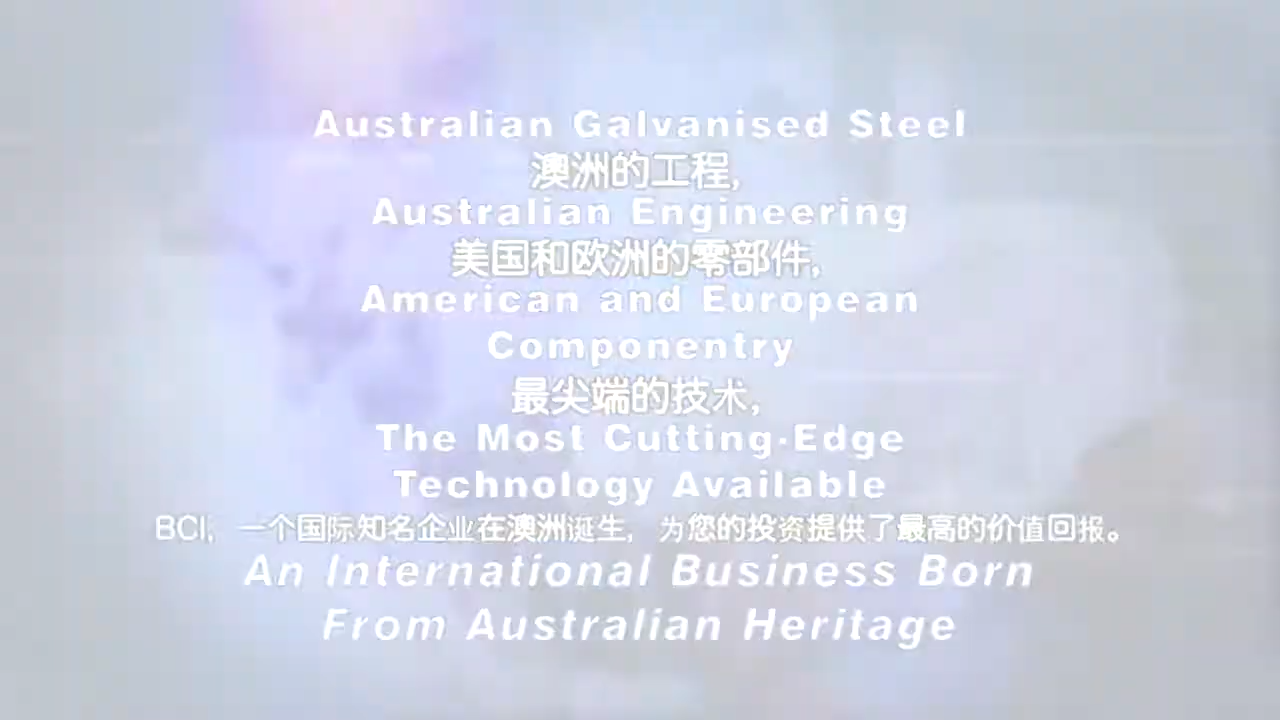 Australian Galvanised Steel
澳洲的工程,
Australian Engineering
美国和欧洲的零部件,
American and European
Componentry
最尖端的技术,
The Most Cutting-Edge
Technology Available
BCI, 一个国际知名企业在澳洲诞生, 为您的投资提供了最高的价值回报。
An International Business Born
From Australian Heritage